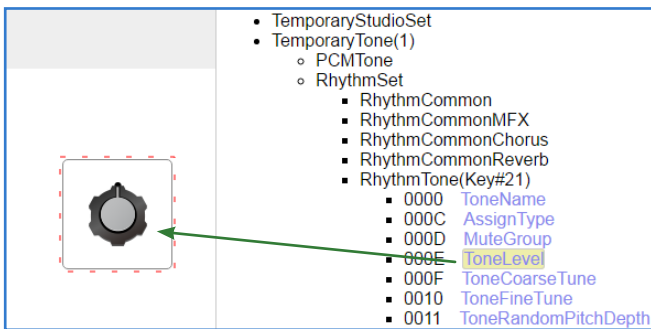 TemporaryStudioSet
TemporaryTone(1)
PCMTone
RhythmSet
RhythmCommon
RhythmCommonMFX
RhythmCommonChorus
RhythmCommonReverb
RhythmTone(Key#21)
0000 ToneName
000C AssignType
000D MuteGroup
000E ToneLevel
000F ToneCoarseTune
0010 ToneFineTune
0011 ToneRandomPitchDepth